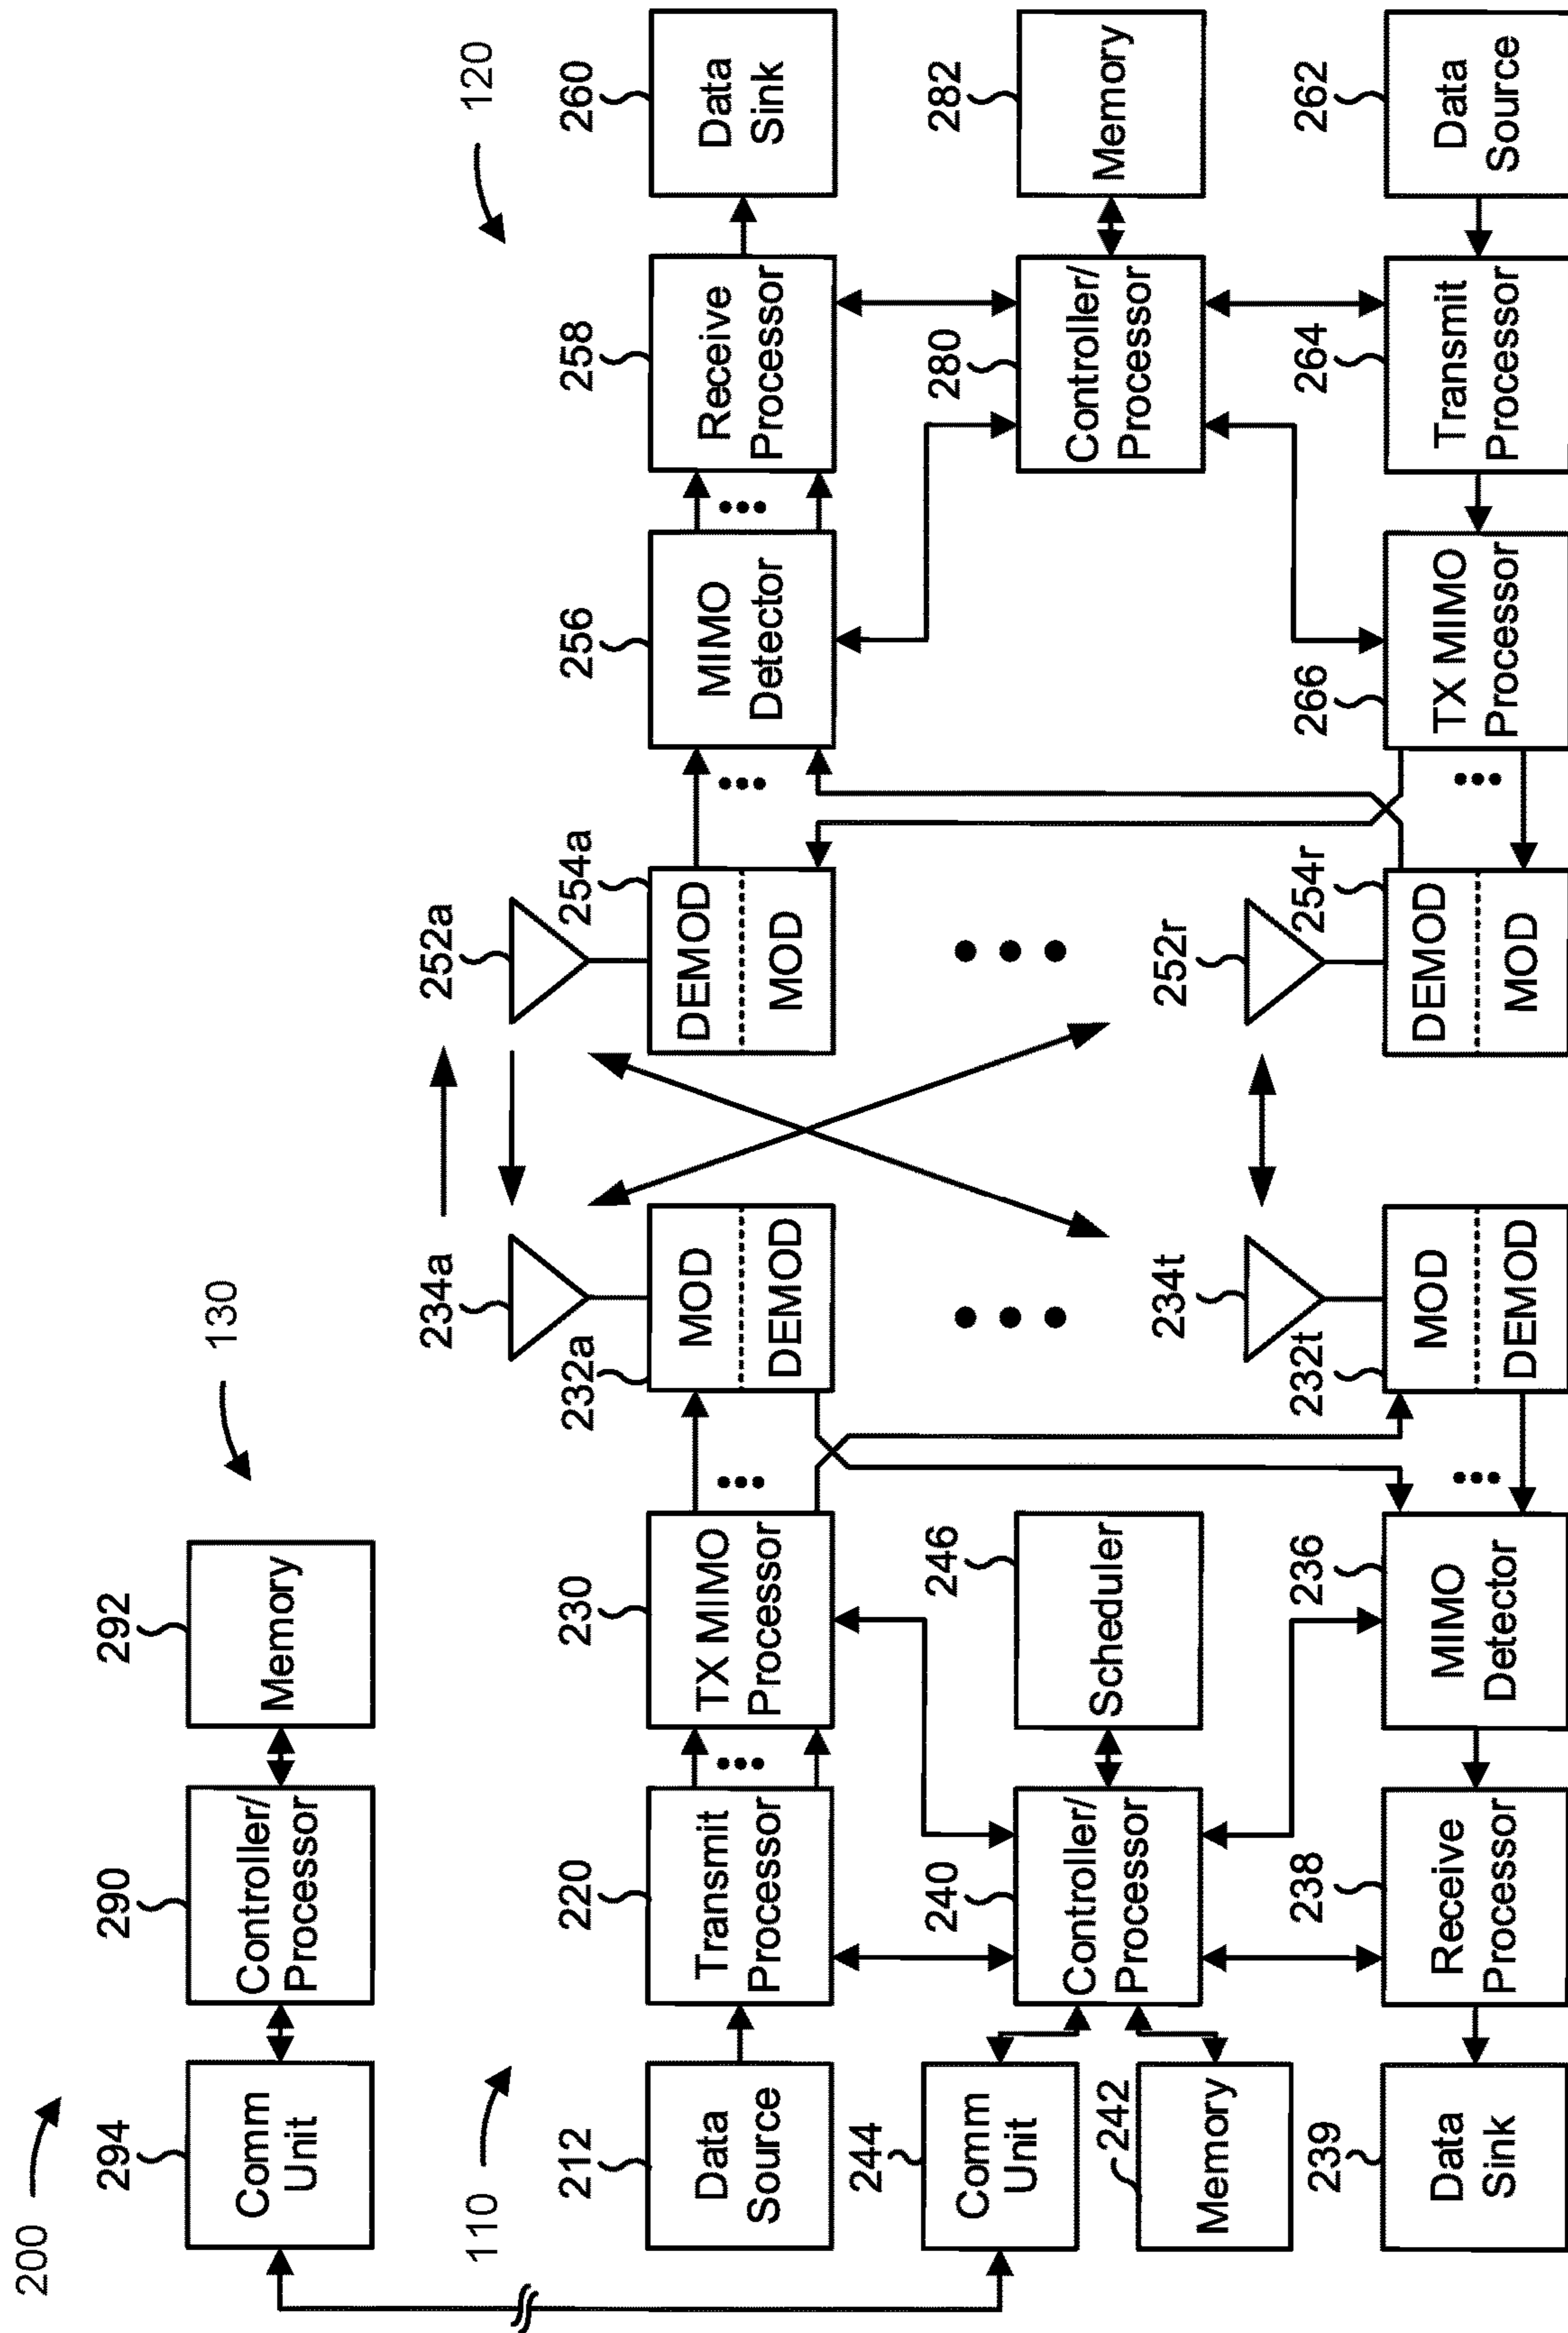 200
294
290
292
130
Comm
Unit
Controller/
Processor
Memory
110
120
234a
252a
212
220
230
232a
254a
256
258
260
Data
Source
Transmit
Processor
TX MIMO
Processor
MOD
DEMOD
DEMOD
MOD
MIMO
Detector
Receive
Processor
Data
Sink
244
240
246
280
282
Comm
Unit
Controller/
Processor
Scheduler
Controller/
Processor
Memory
242
Memory
234t
252r
239
238
236
232t
254r
266
264
262
Data
Sink
Receive
Processor
MIMO
Detector
MOD
DEMOD
DEMOD
MOD
TX MIMO
Processor
Transmit
Processor
Data
Source